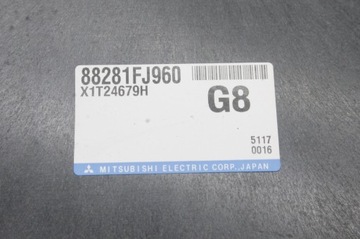 88281FJ960
X1T24679H
G8
5117
0016
MITSUBISHI ELECTRIC CORP., JAPAN